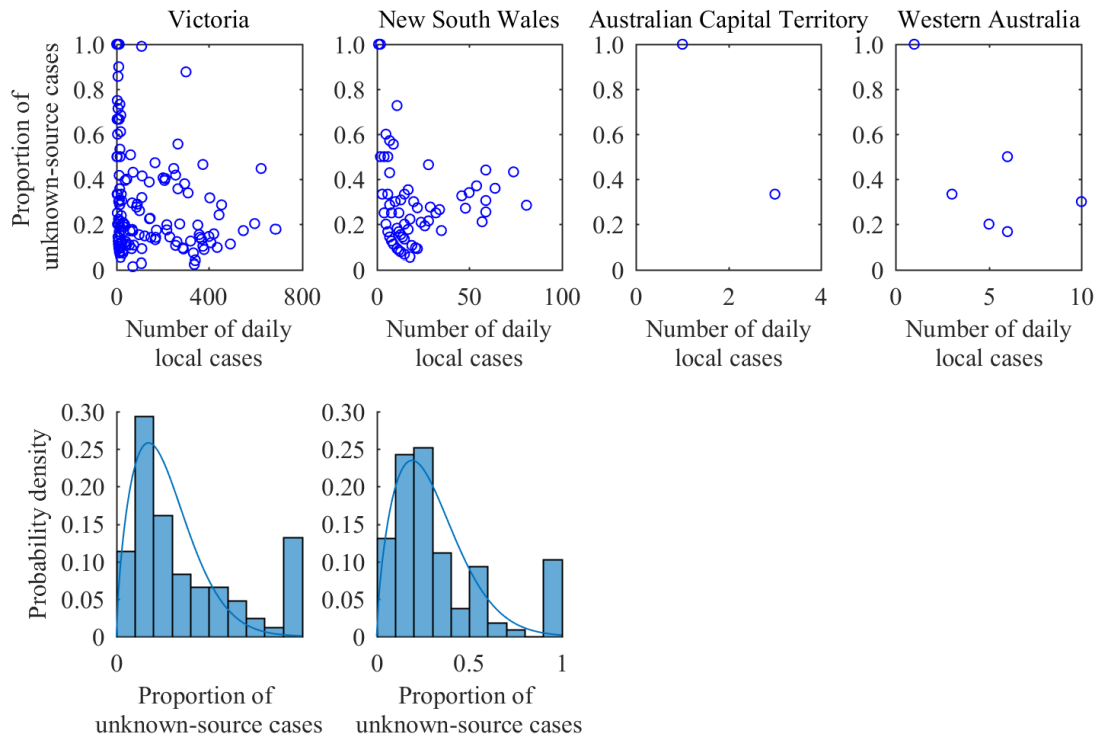 Victoria
New South Wales
Australian Capital Territory
Western Australia
Proportion of
unknown-source cases
1.0
0.8
0.6
0.4
0.2
0
0
400
800
Number of daily
local cases
1.0
0.8
0.6
0.4
0.2
0
0
50
100
Number of daily
local cases
1.0
0.8
0.6
0.4
0.2
0
0
2
4
Number of daily
local cases
1.0
0.8
0.6
0.4
0.2
0
0
5
10
Number of daily
local cases
Probability density
0.30
0.25
0.20
0.15
0.10
0.05
0
0
Proportion of
unknown-source cases
0.30
0.25
0.20
0.15
0.10
0.05
0
0
0.5
1
Proportion of
unknown-source cases